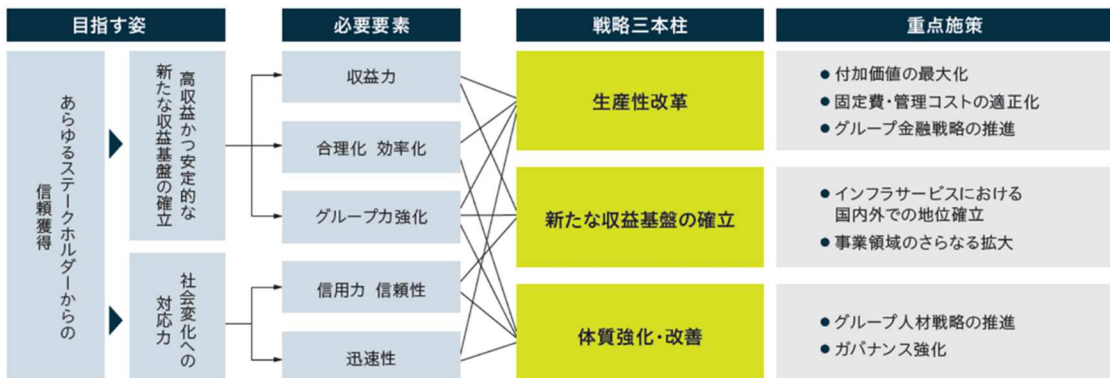 目指す姿
必要要素
戦略三本柱
重点施策
あらゆるステークホルダーからの
信頼獲得
高収益かつ安定的な
新たな収益基盤の確立
社会変化への
対応力
収益力
合理化 効率化
グループ力強化
信用力 信頼性
迅速性
生産性改革
新たな収益基盤の確立
体質強化・改善
● 付加価値の最大化
● 固定費・管理コストの適正化
● グループ金融戦略の推進
● インフラサービスにおける
国内外での地位確立
● 事業領域のさらなる拡大
● グループ人材戦略の推進
● ガバナンス強化